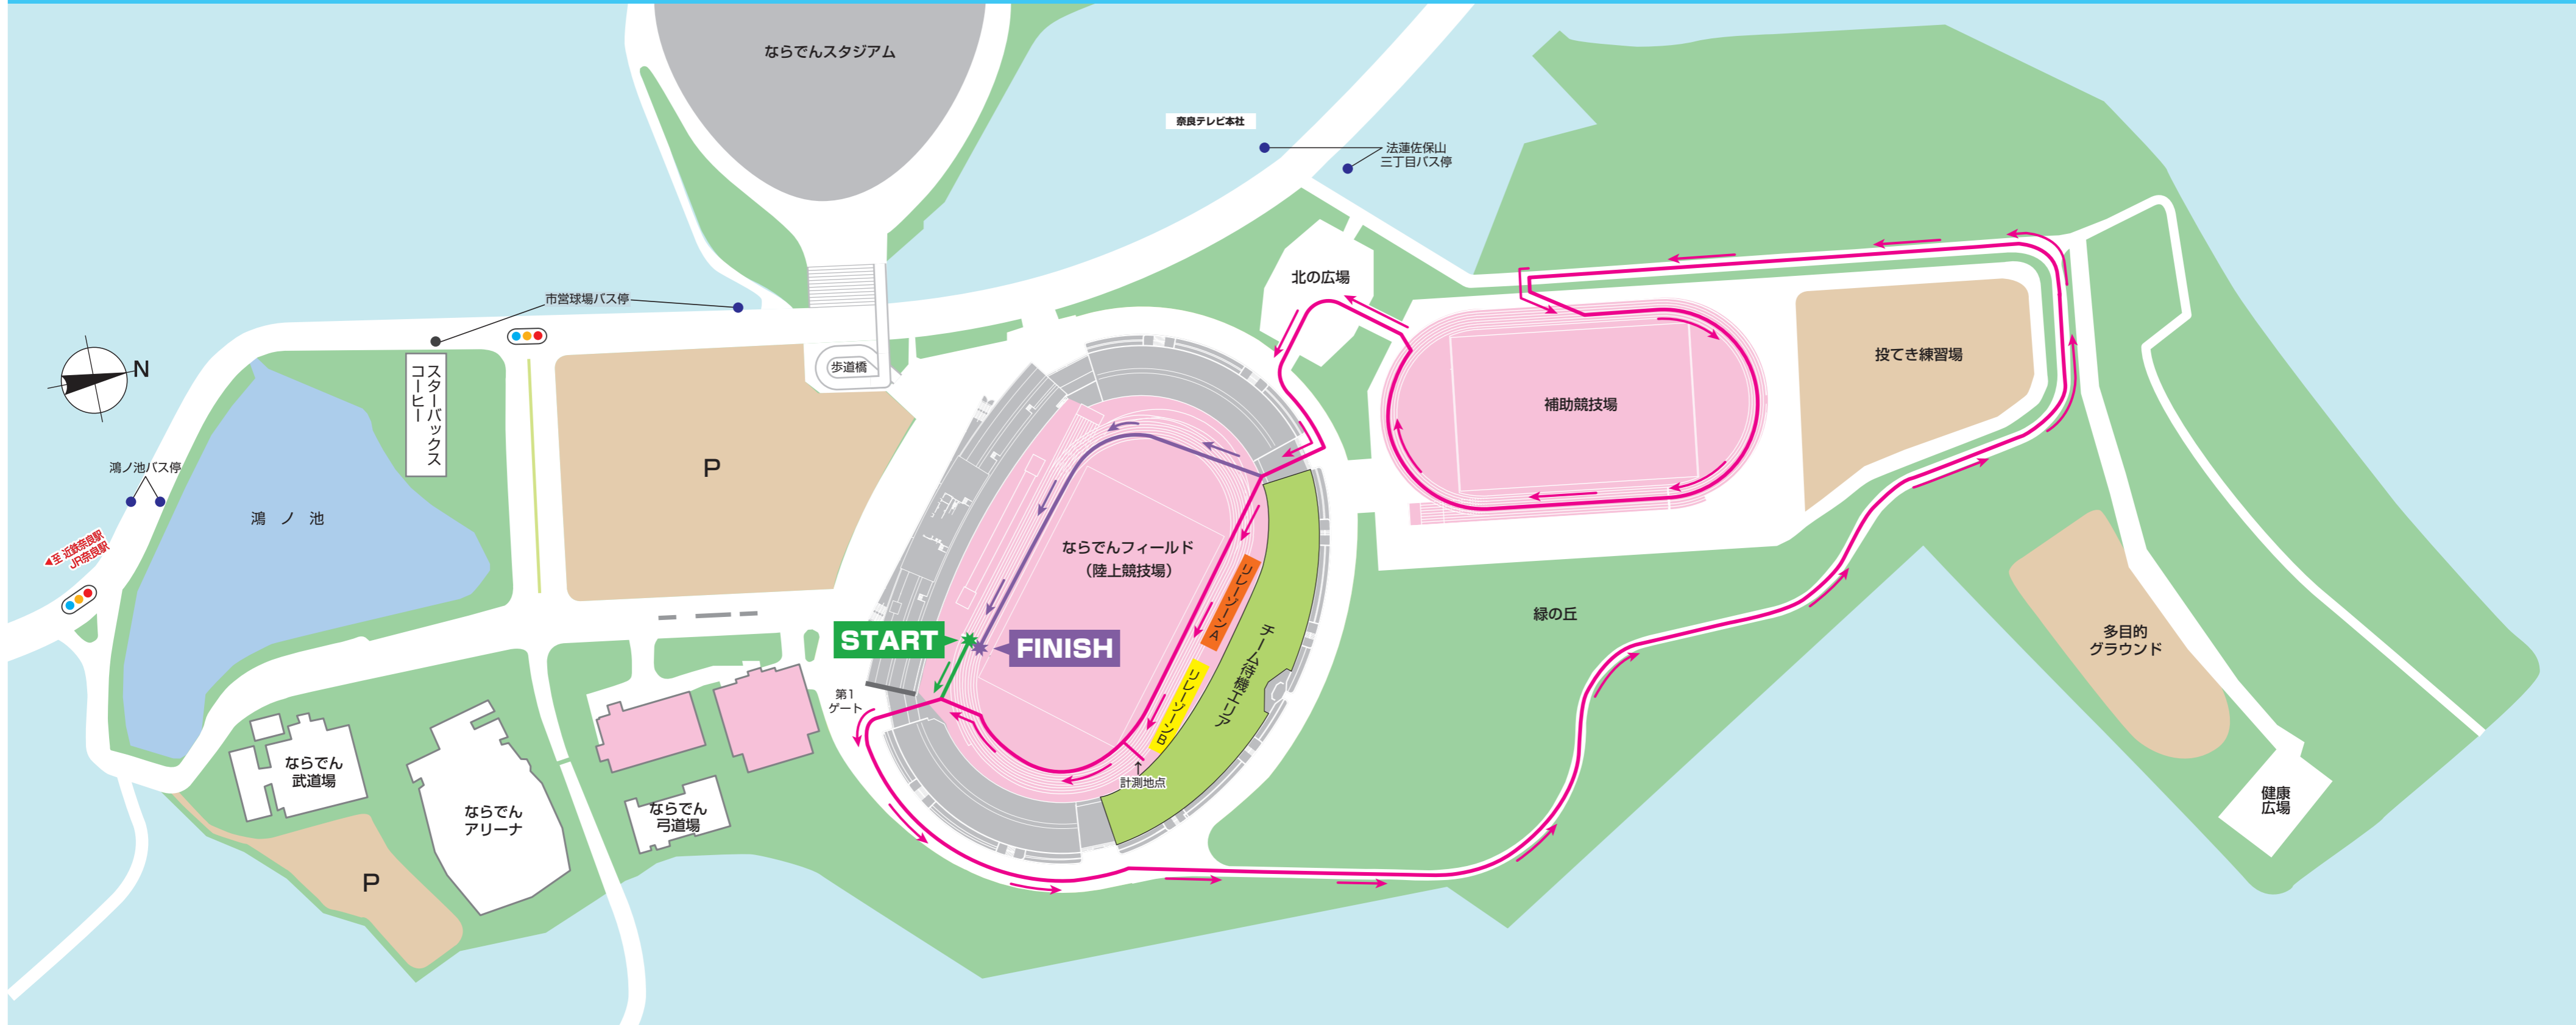 ならでんスタジアム
奈良テレビ本社
法蓮佐保山
三丁目バス停
市営球場バス停
北の広場
N
歩道橋
スターバックス
コーヒー
補助競技場
投てき練習場
P
鴻ノ池バス停
鴻ノ池
◀至 近鉄奈良駅
JR奈良駅
ならでんフィールド
(陸上競技場)
リレーゾーンA
緑の丘
START
FINISH
チーム待機エリア
リレーゾーンB
多目的
グラウンド
第1
ゲート
計測地点
ならでん
武道場
ならでん
アリーナ
ならでん
弓道場
健康
広場
P